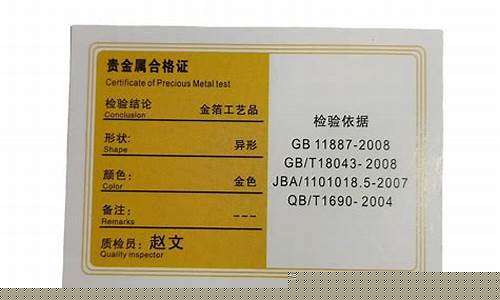 贵金属合格证
Certificate of Precious Metal test
检验结论 金箔工艺品
Conclusion
形状: 异形
Shape
颜色: 金色
Color
备注: ---
Remarks
质检员: 赵文
Quality inspector
检验依据
GB 11887-2008
GB/T18043-2008
JBA/1101018.5-2007
QB/T1690-2004